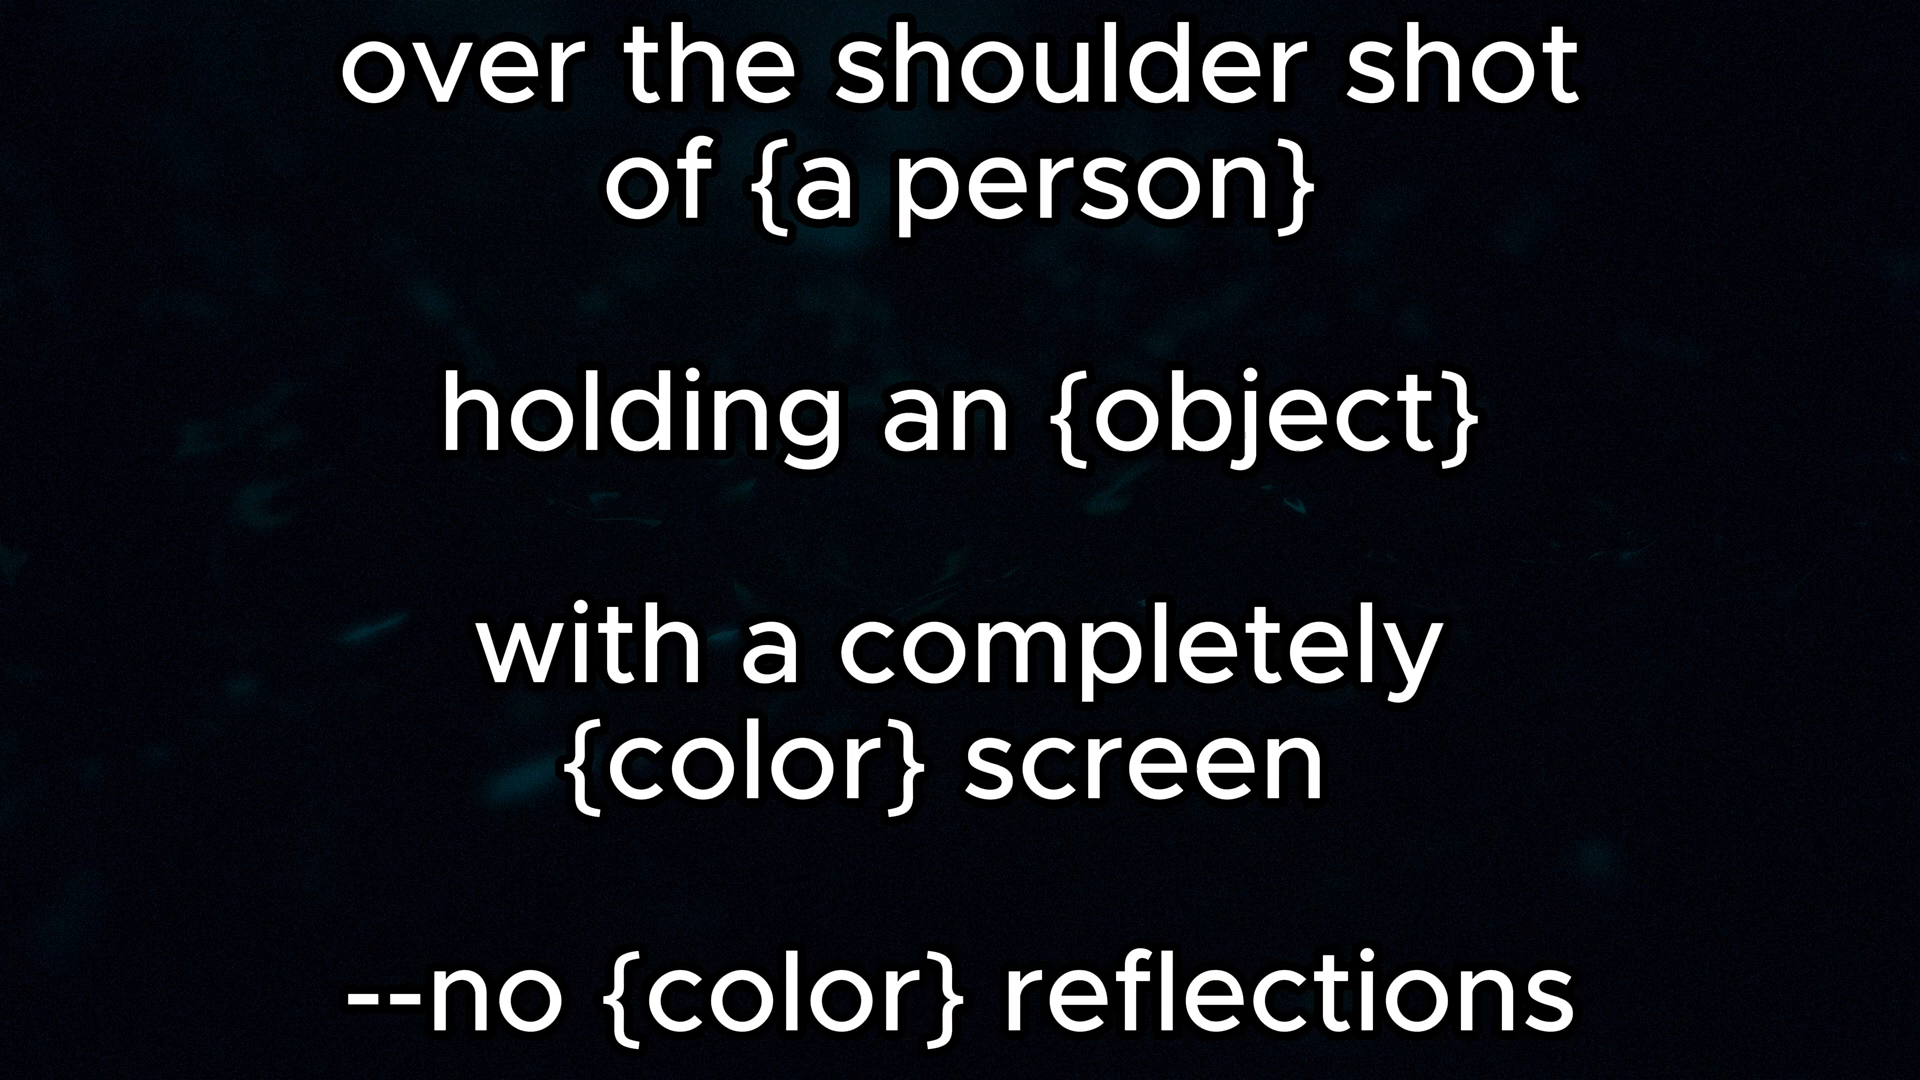 over the shoulder shot
of {a person}
holding an {object}
with a completely
{color} screen
--no {color} reflections